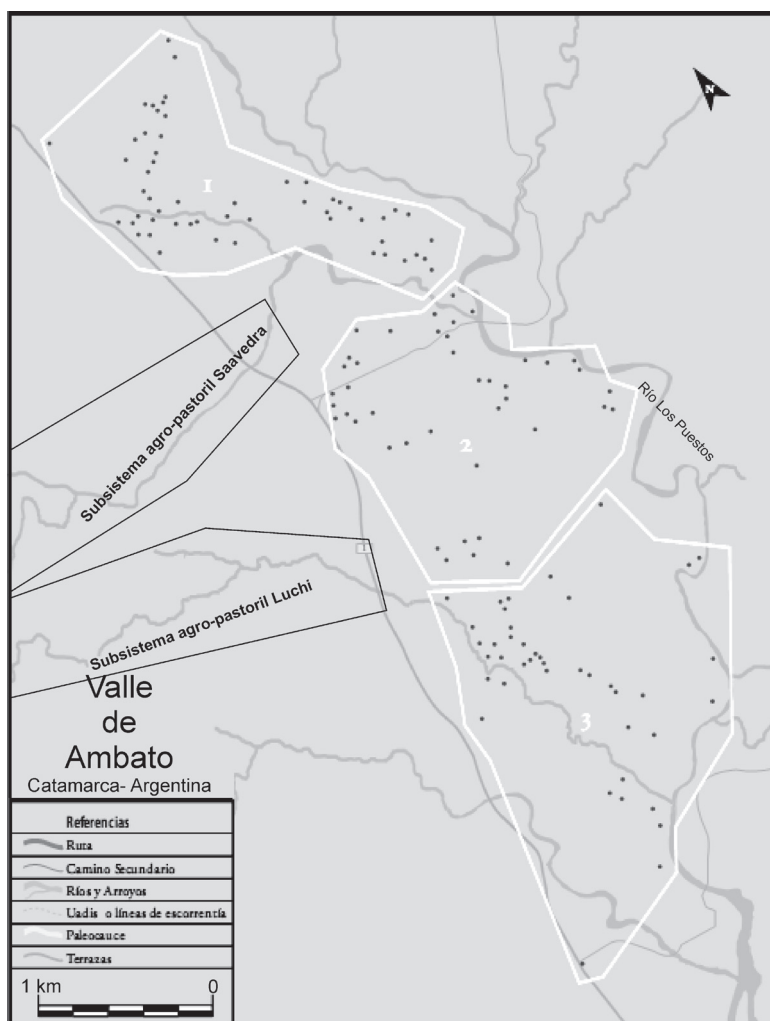 N
1
Subsistema agro-pastoril Saavedra
2
Río Los Puestos
Subsistema agro-pastoril Luchi
3
Valle
de
Ambato
Catamarca- Argentina
Referencias
Ruta
Camino Secundario
Ríos y Arroyos
Uadis o líneas de escorrentía
Paleocauce
Terrazas
1 km 0